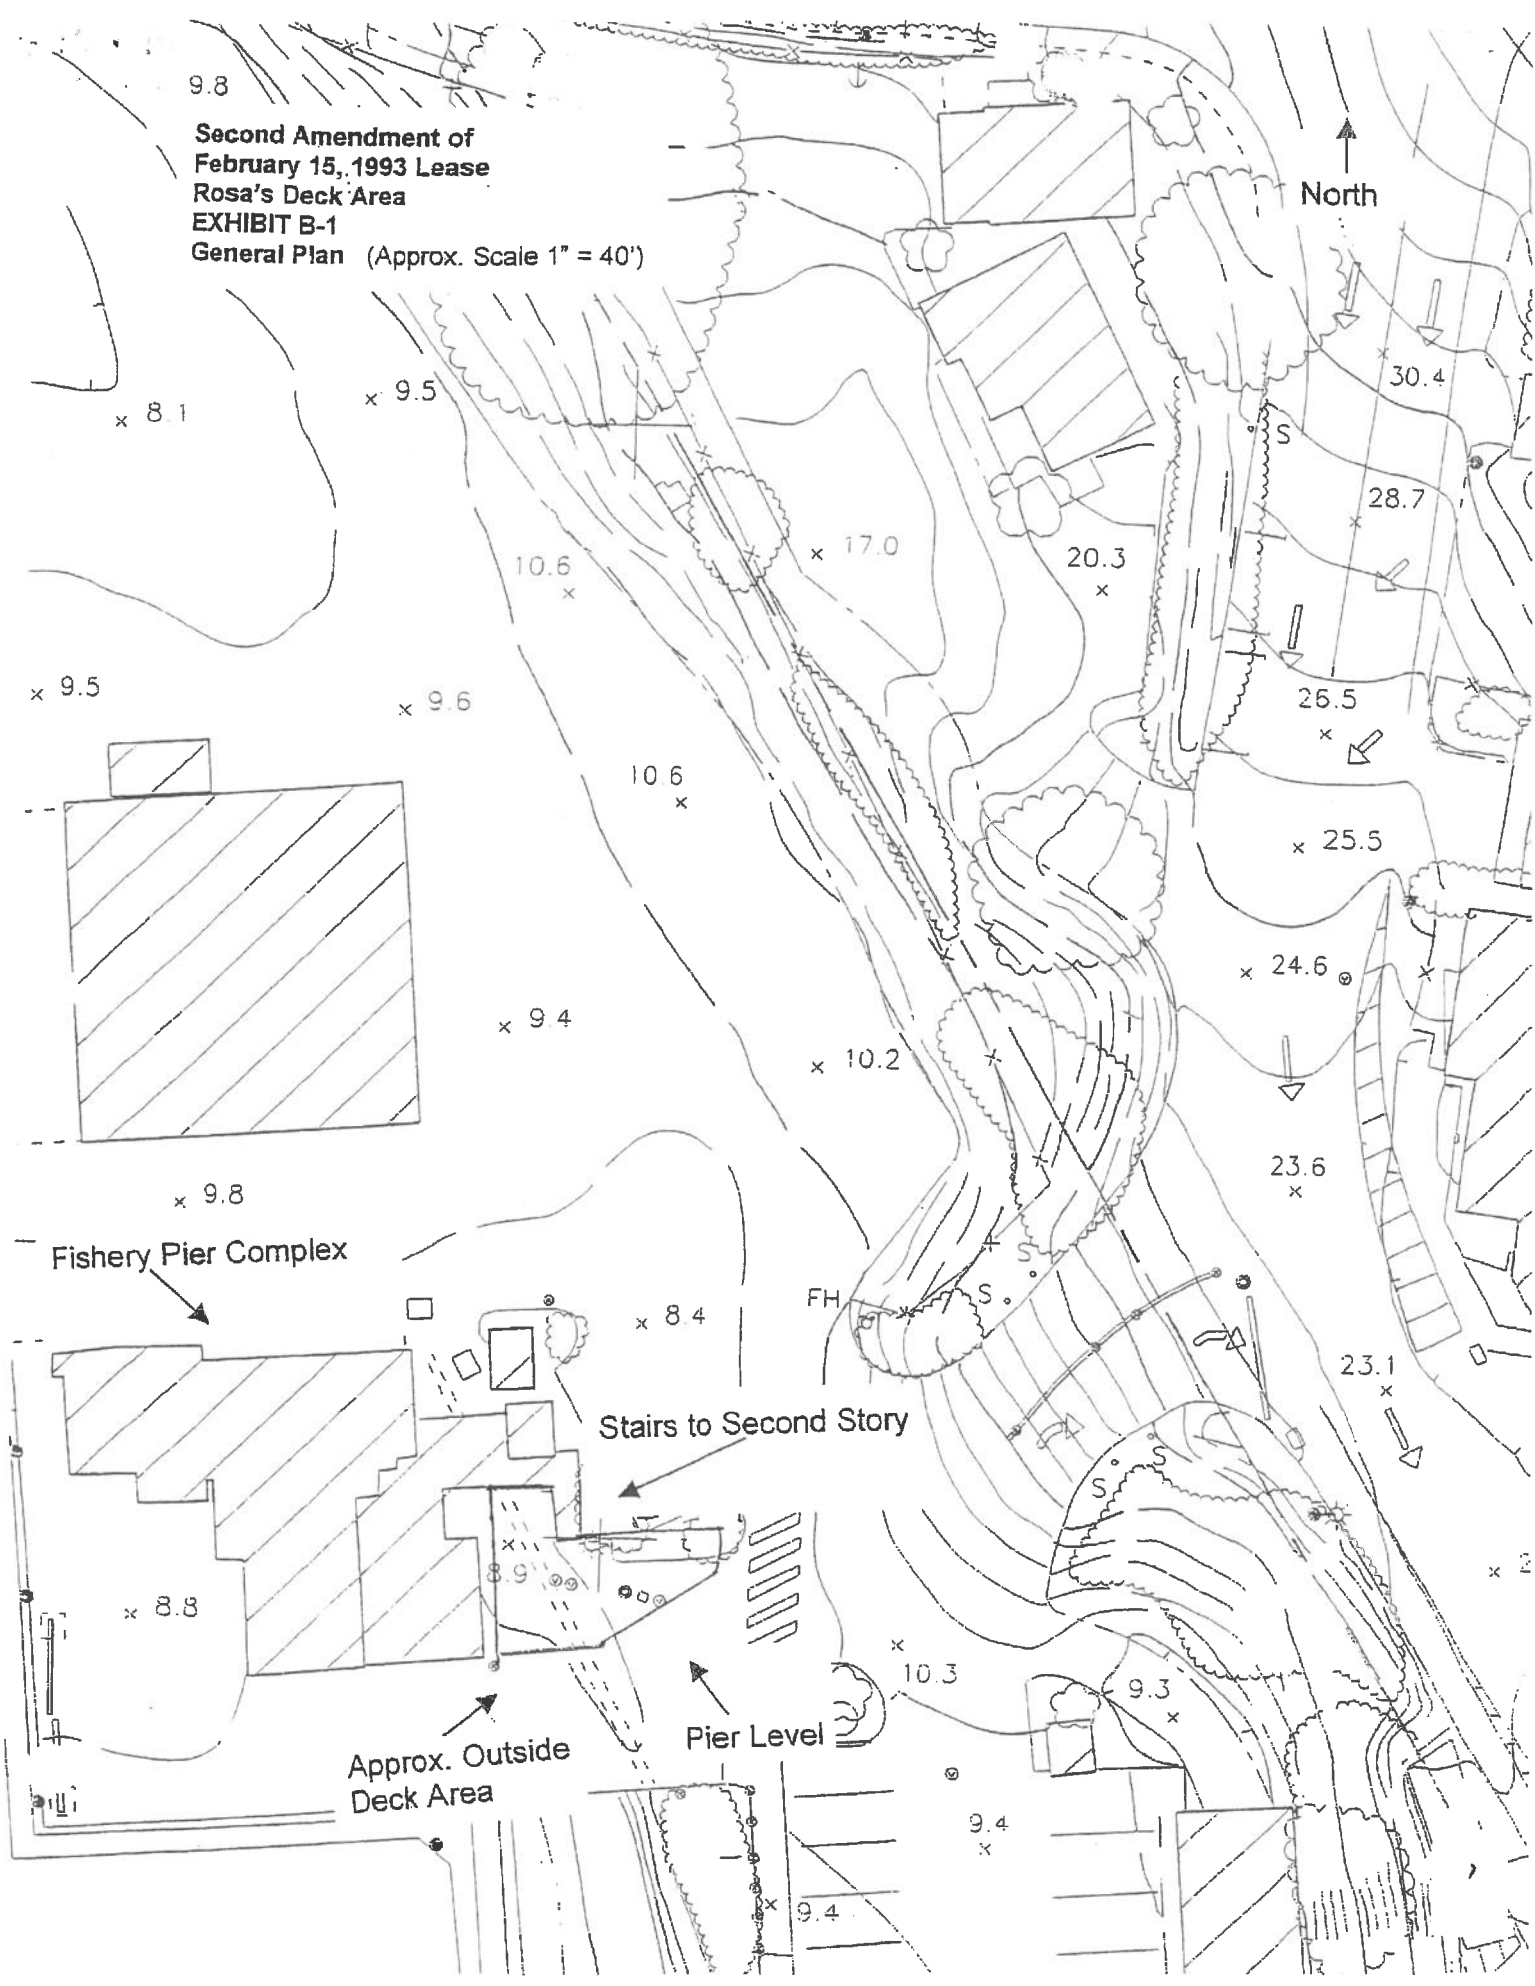 9.8
Second Amendment of
February 15, 1993 Lease
Rosa's Deck Area
EXHIBIT B-1
General Plan (Approx. Scale 1" = 40')
North
30.4
8.1
9.5
S
28.7
17.0
20.3
10.6
9.5
9.6
26.5
10.6
25.5
24.6
9.4
10.2
23.6
9.8
Fishery Pier Complex
S
S
FH
8.4
23.1
Stairs to Second Story
S
S
8.9
8.8
10.3
9.3
Pier Level
Approx. Outside
Deck Area
9.4
9.4